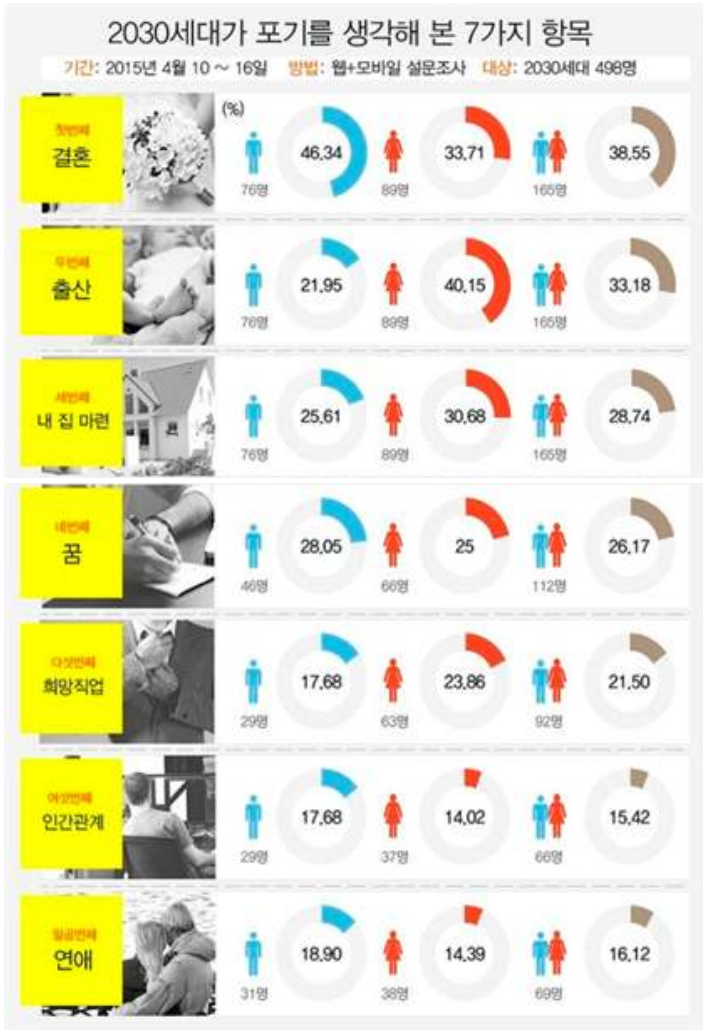 2030세대가 포기를 생각해 본 7가지 항목
기간: 2015년 4월 10 ~ 16일 방법: 웹+모바일 설문조사 대상: 2030세대 498명
첫번째
결혼
(%)
46.34
33.71
38.55
76명
89명
165명
두번째
출산
21.95
40.15
33.18
76명
89명
165명
세번째
내 집 마련
25.61
30.68
28.74
76명
89명
165명
네번째
꿈
28.05
25
26.17
46명
66명
112명
다섯번째
희망직업
17.68
23.86
21.50
29명
63명
92명
여섯번째
인간관계
17.68
14.02
15.42
29명
37명
66명
일곱번째
연애
18.90
14.39
16.12
31명
38명
69명